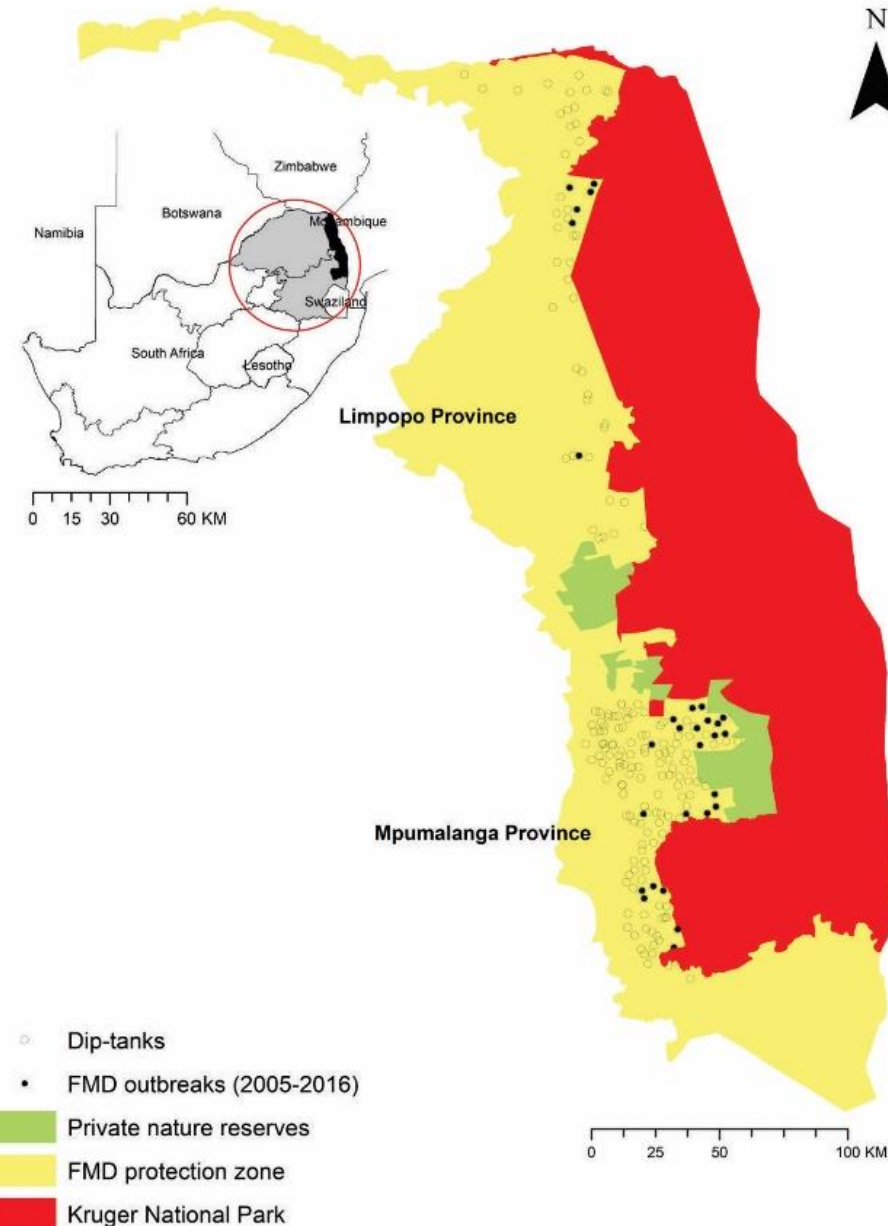 N
Zimbabwe
Botswana
Mozambique
Namibia
Swaziland
South Africa
Lesotho
Limpopo Province
0 15 30 60 KM
Mpumalanga Province
Dip-tanks
FMD outbreaks (2005-2016)
Private nature reserves
FMD protection zone
Kruger National Park
0 25 50 100 KM